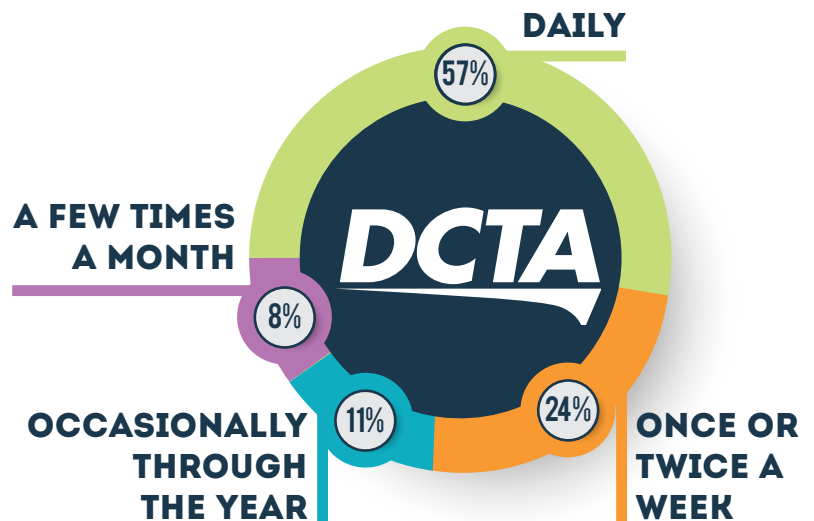 DAILY
57%
A FEW TIMES
A MONTH
DCTA
8%
11%
24%
OCCASIONALLY
THROUGH
THE YEAR
ONCE OR
TWICE A
WEEK